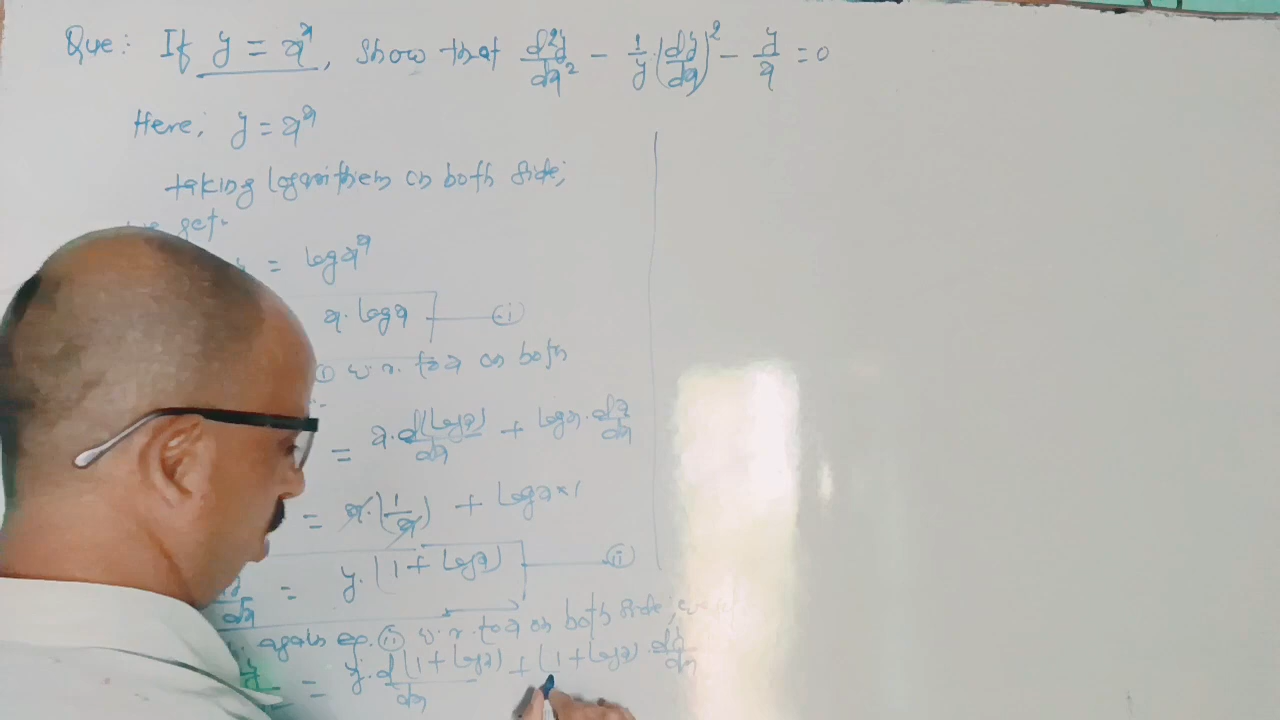 Que: If y = x^x, Show that d²y/dx² - 1/y (dy/dx)² - y/x = 0
Here; y = x^x
taking logarithem on both side;
get.
= log x^x
x. log x (i)
(i) w. r. to x on both
= x. d(log x)/dx + log x. dx/dx
= x. (1/x) + log x × 1
dx = y. (1 + log x) (ii)
again eq. (ii) w. r. to x on both side,
= y. d(1 + log x)/dx + (1 + log x). dy/dx